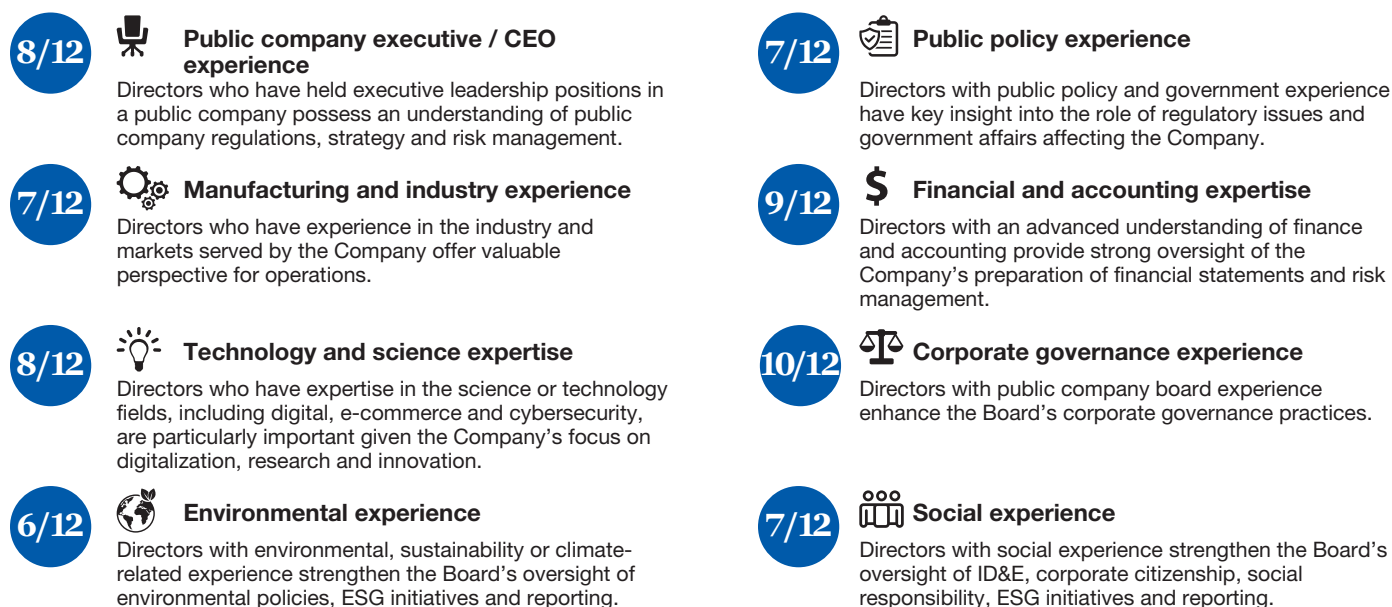 8/12
Public company executive / CEO
experience
Directors who have held executive leadership positions in
a public company possess an understanding of public
company regulations, strategy and risk management.
7/12
Manufacturing and industry experience
Directors who have experience in the industry and
markets served by the Company offer valuable
perspective for operations.
8/12
Technology and science expertise
Directors who have expertise in the science or technology
fields, including digital, e-commerce and cybersecurity,
are particularly important given the Company’s focus on
digitalization, research and innovation.
6/12
Environmental experience
Directors with environmental, sustainability or climate-
related experience strengthen the Board’s oversight of
environmental policies, ESG initiatives and reporting.
7/12
Public policy experience
Directors with public policy and government experience
have key insight into the role of regulatory issues and
government affairs affecting the Company.
9/12
Financial and accounting expertise
Directors with an advanced understanding of finance
and accounting provide strong oversight of the
Company’s preparation of financial statements and risk
management.
10/12
Corporate governance experience
Directors with public company board experience
enhance the Board’s corporate governance practices.
7/12
Social experience
Directors with social experience strengthen the Board’s
oversight of ID&E, corporate citizenship, social
responsibility, ESG initiatives and reporting.